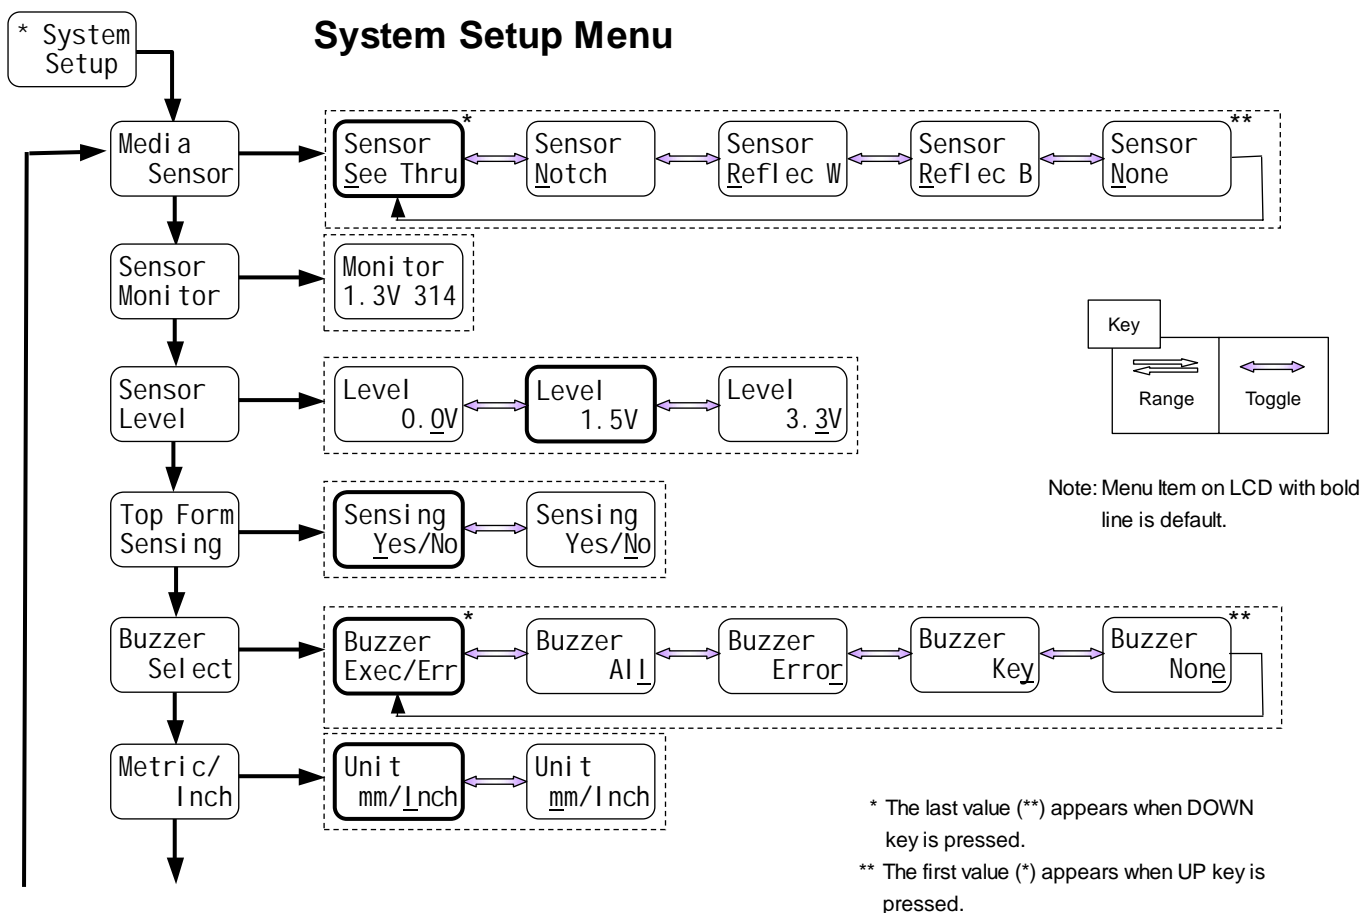 System Setup Menu
* System
Setup
Media
Sensor
Sensor
See Thru
*
Sensor
Notch
Sensor
Reflec W
Sensor
Reflec B
Sensor
None
**
Sensor
Monitor
Monitor
1.3V 314
Sensor
Level
Level
0.0V
Level
1.5V
Level
3.3V
Key
Range
Toggle
Note: Menu Item on LCD with bold
line is default.
Top Form
Sensing
Sensing
Yes/No
Sensing
Yes/No
Buzzer
Select
Buzzer
Exec/Err
*
Buzzer
All
Buzzer
Error
Buzzer
Key
Buzzer
None
**
Metric/
Inch
Unit
mm/Inch
Unit
mm/Inch
* The last value (**) appears when DOWN
key is pressed.
** The first value (*) appears when UP key is
pressed.